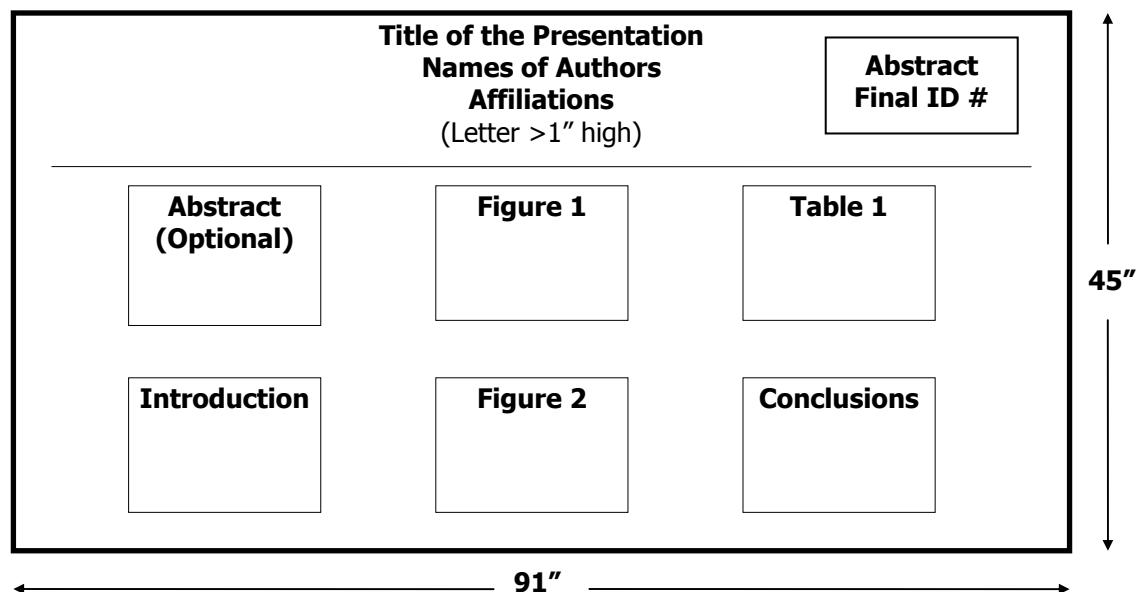 Title of the Presentation
Names of Authors
Affiliations
(Letter >1″ high)
Abstract
Final ID #
Abstract
(Optional)
Figure 1
Table 1
45″
Introduction
Figure 2
Conclusions
91″